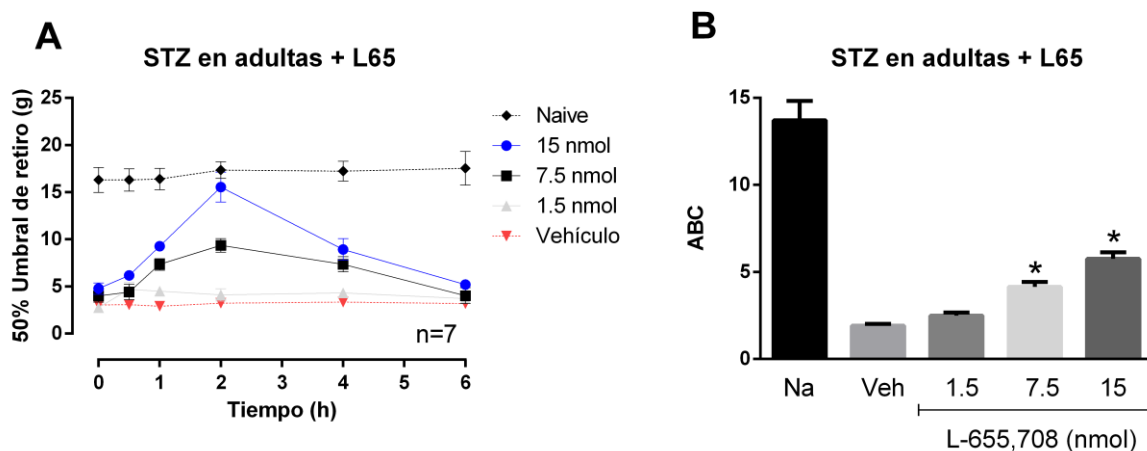 A
STZ en adultas + L65
50% Umbral de retiro (g)
25
20
15
10
5
0
0 1 2 3 4 5 6
Tiempo (h)
n=7
Naive
15 nmol
7.5 nmol
1.5 nmol
Vehículo
B
STZ en adultas + L65
ABC
15
10
5
0
* *
Na Veh 1.5 7.5 15
L-655,708 (nmol)